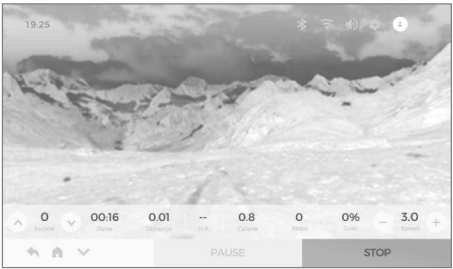 19:25
0 00:16 0.01 -- 0.8 0 0% 3.0
Incline Time Distance H.R. Calorie Steps Goal Speed
PAUSE STOP